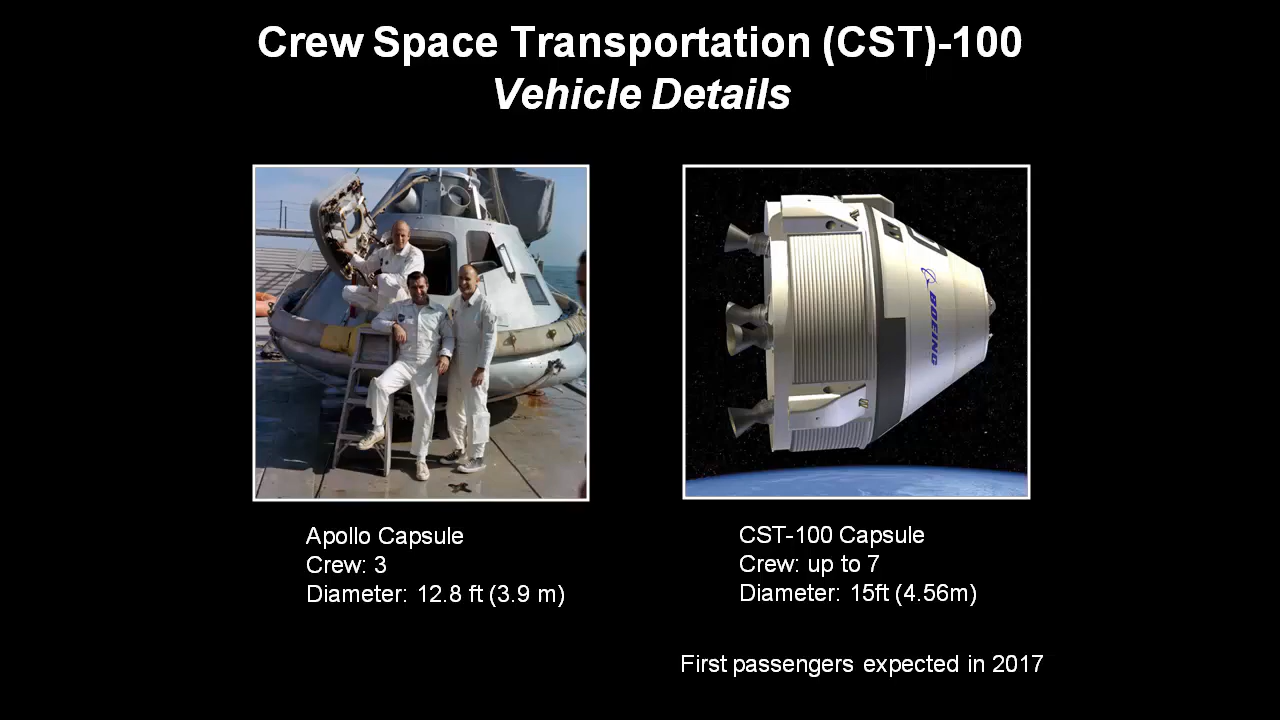 Crew Space Transportation (CST)-100
Vehicle Details
BOEING
Apollo Capsule
Crew: 3
Diameter: 12.8 ft (3.9 m)
CST-100 Capsule
Crew: up to 7
Diameter: 15ft (4.56m)
First passengers expected in 2017